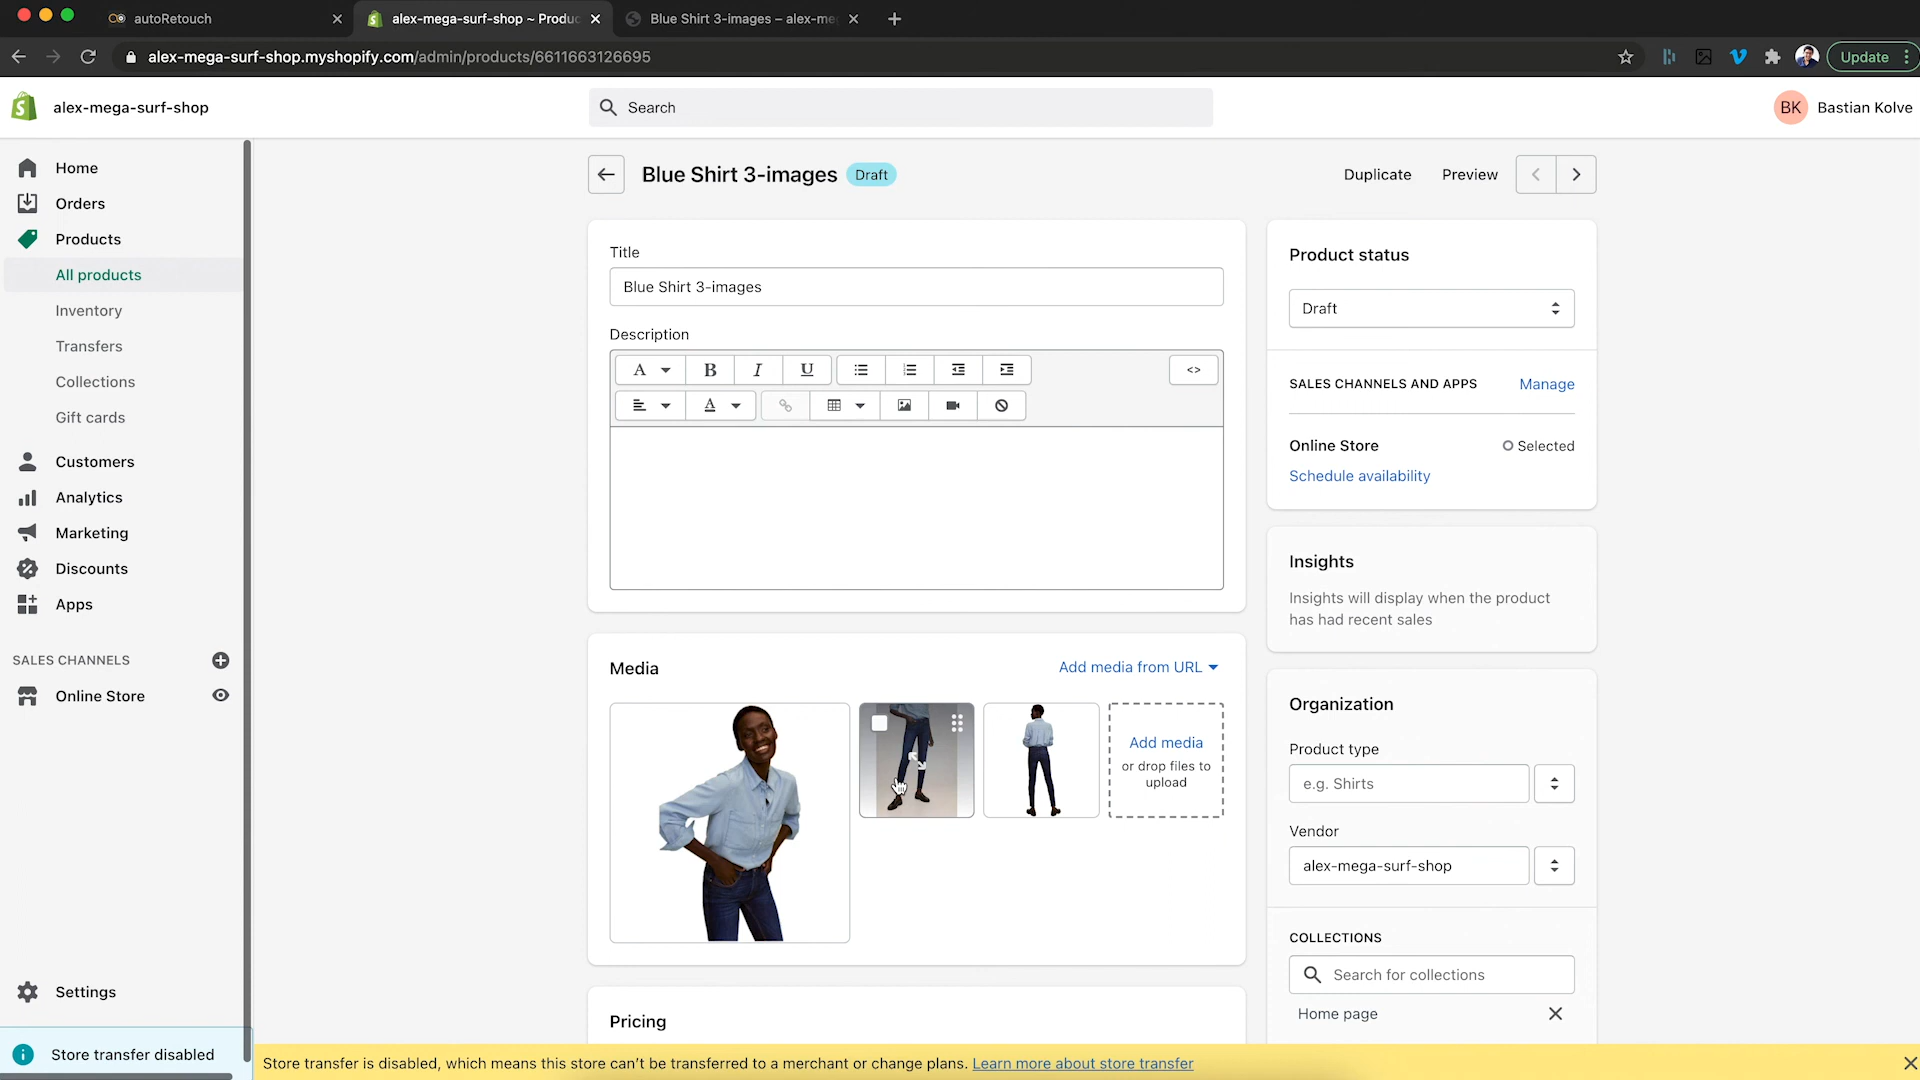 autoRetouch
alex-mega-surf-shop ~ Produc
Blue Shirt 3-images – alex-me
alex-mega-surf-shop.myshopify.com/admin/products/6611663126695
Update
alex-mega-surf-shop
Search
BK
Bastian Kolve
Home
Orders
Products
All products
Inventory
Transfers
Collections
Gift cards
Customers
Analytics
Marketing
Discounts
Apps
SALES CHANNELS
Online Store
Settings
Store transfer disabled
Blue Shirt 3-images
Draft
Duplicate
Preview
Title
Blue Shirt 3-images
Description
A
B
I
U
<>
A
Media
Add media from URL
Add media
or drop files to
upload
Pricing
Product status
Draft
SALES CHANNELS AND APPS
Manage
Online Store
Selected
Schedule availability
Insights
Insights will display when the product
has had recent sales
Organization
Product type
e.g. Shirts
Vendor
alex-mega-surf-shop
COLLECTIONS
Search for collections
Home page
Store transfer is disabled, which means this store can’t be transferred to a merchant or change plans. Learn more about store transfer